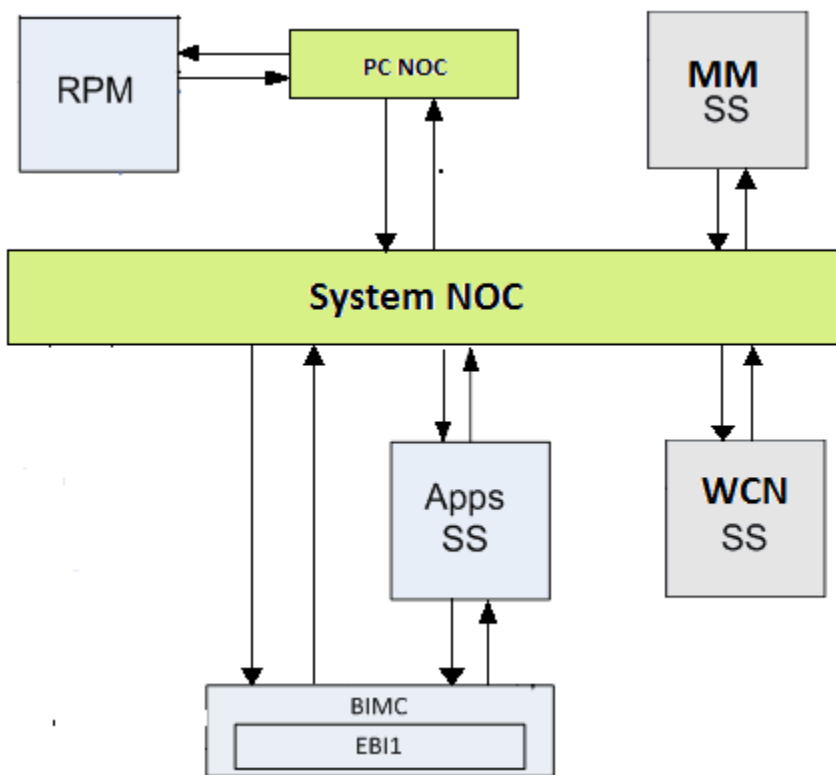 RPM
PC NOC
MM
SS
System NOC
Apps
SS
WCN
SS
BIMC
EBI1